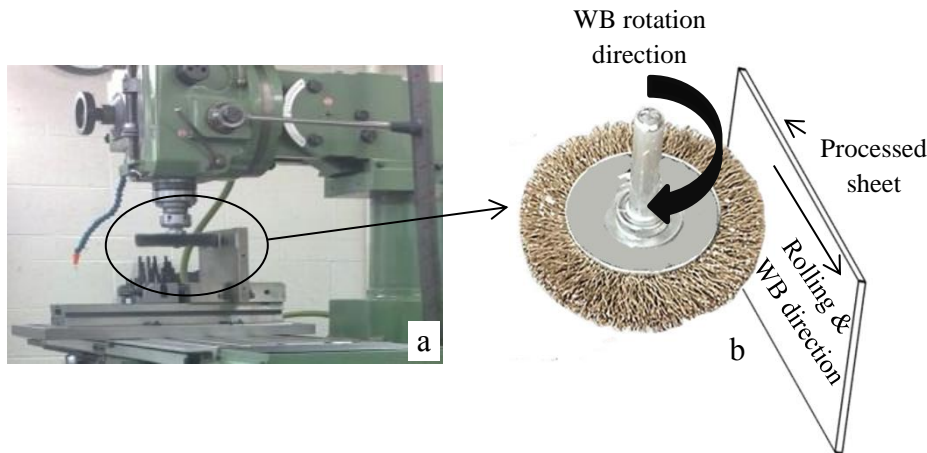 WB rotation
direction
Processed
sheet
Rolling &
WB direction
a
b